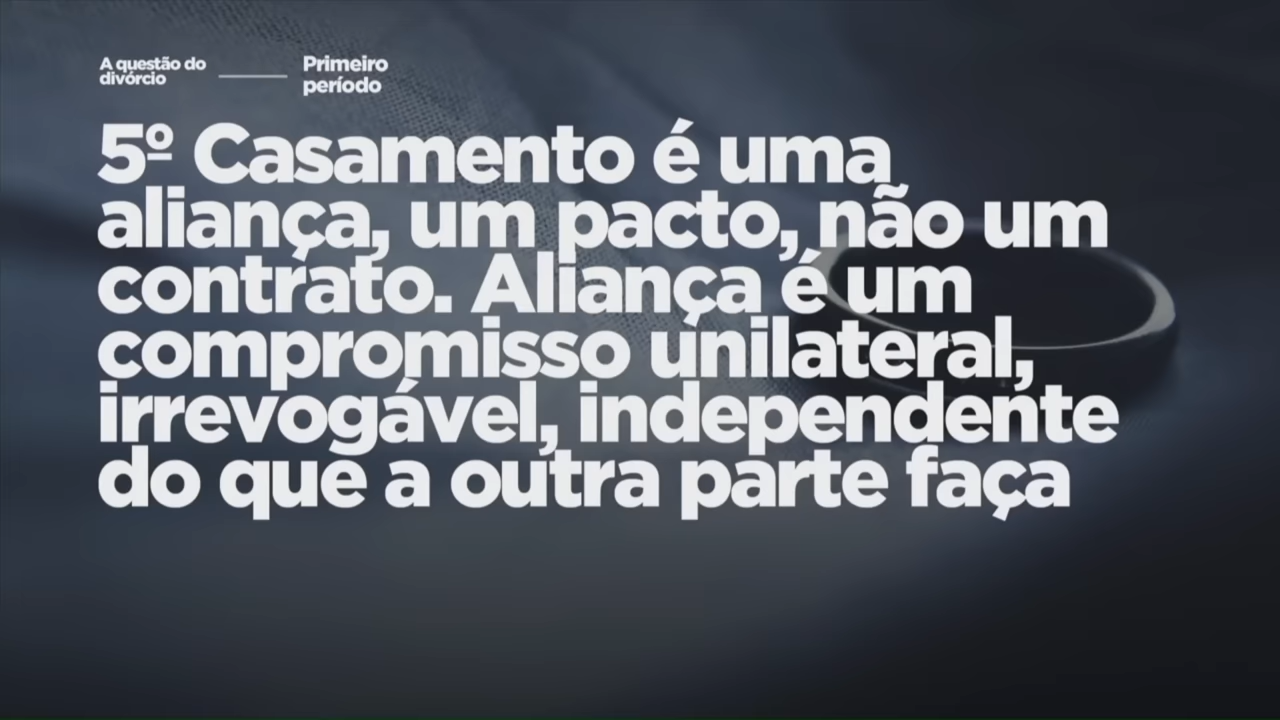 A questão do
divórcio
Primeiro
período
5º Casamento é uma
aliança, um pacto, não um
contrato. Aliança é um
compromisso unilateral,
irrevogável, independente
do que a outra parte faça